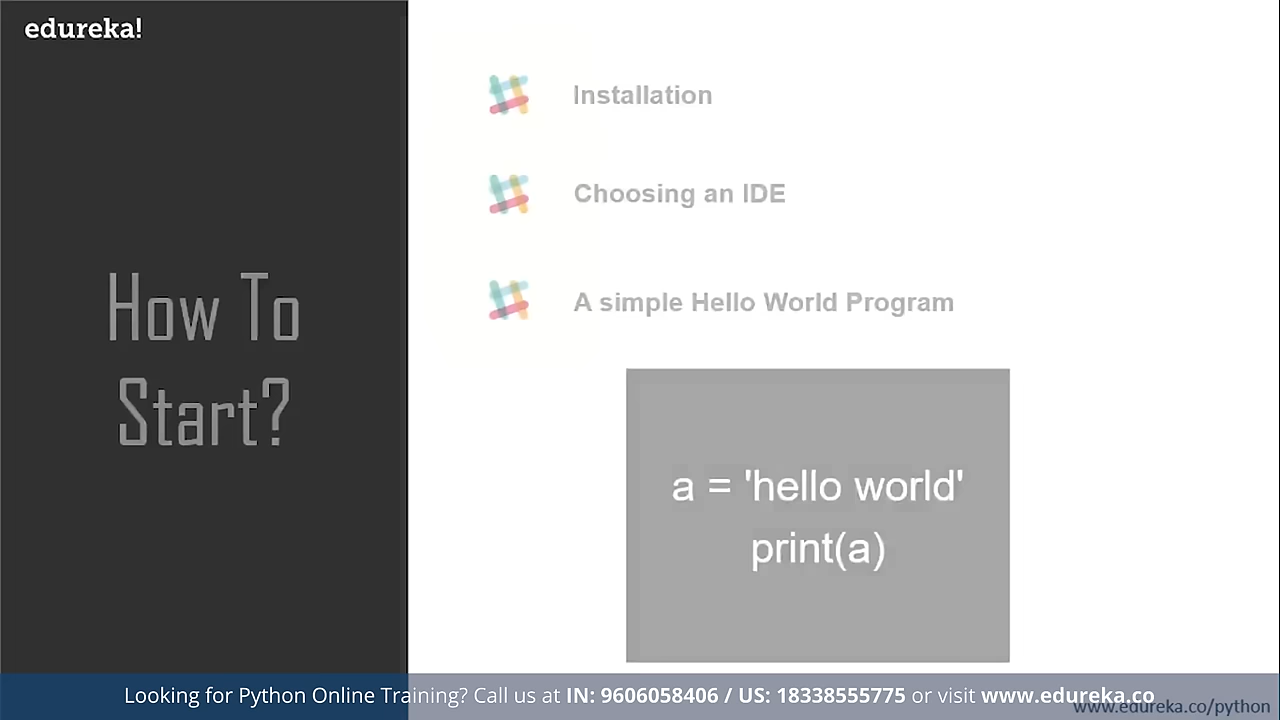 edureka!
How To
Start?
Installation
Choosing an IDE
A simple Hello World Program
a = 'hello world'
print(a)
Looking for Python Online Training? Call us at IN: 9606058406 / US: 18338555775 or visit www.edureka.co
www.edureka.co/python